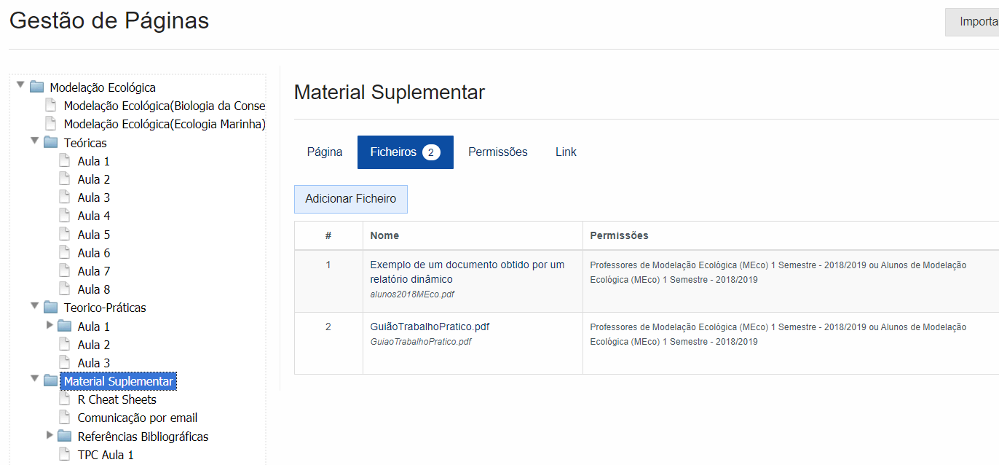 Gestão de Páginas
Importa
Modelação Ecológica
Modelação Ecológica(Biologia da Conse
Modelação Ecológica(Ecologia Marinha)
Teóricas
Aula 1
Aula 2
Aula 3
Aula 4
Aula 5
Aula 6
Aula 7
Aula 8
Teorico-Práticas
Aula 1
Aula 2
Aula 3
Material Suplementar
R Cheat Sheets
Comunicação por email
Referências Bibliográficas
TPC Aula 1
Material Suplementar
Página Ficheiros 2 Permissões Link
Adicionar Ficheiro
# Nome Permissões
1 Exemplo de um documento obtido por um
relatório dinâmico
alunos2018MEco.pdf
Professores de Modelação Ecológica (MEco) 1 Semestre - 2018/2019 ou Alunos de Modelação
Ecológica (MEco) 1 Semestre - 2018/2019
2 GuiãoTrabalhoPratico.pdf
GuiaoTrabalhoPratico.pdf
Professores de Modelação Ecológica (MEco) 1 Semestre - 2018/2019 ou Alunos de Modelação
Ecológica (MEco) 1 Semestre - 2018/2019